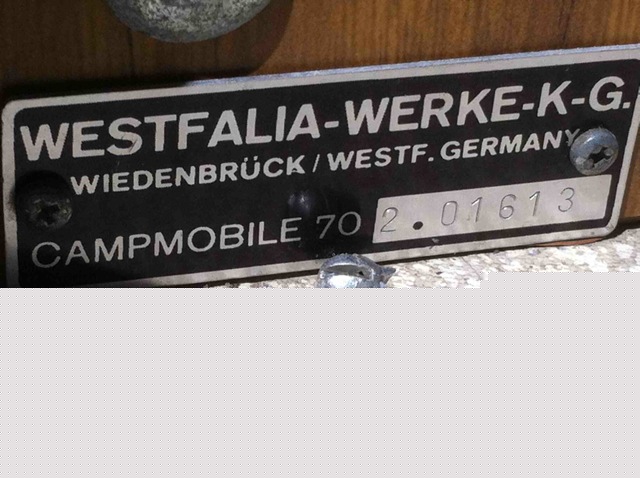 WESTFALIA-WERKE-K-G.
WIEDENBRÜCK/WESTF. GERMANY
CAMPMOBILE 70 2.01613